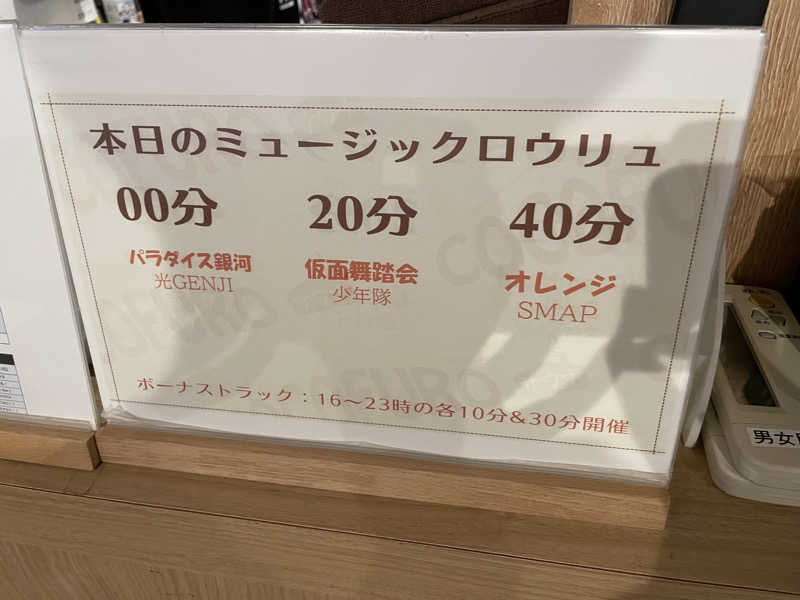 本日のミュージックロウリュ
00分 20分 40分
パラダイス銀河 仮面舞踏会 オレンジ
光GENJI 少年隊 SMAP
ボーナストラック：16〜23時の各10分&30分開催
男女